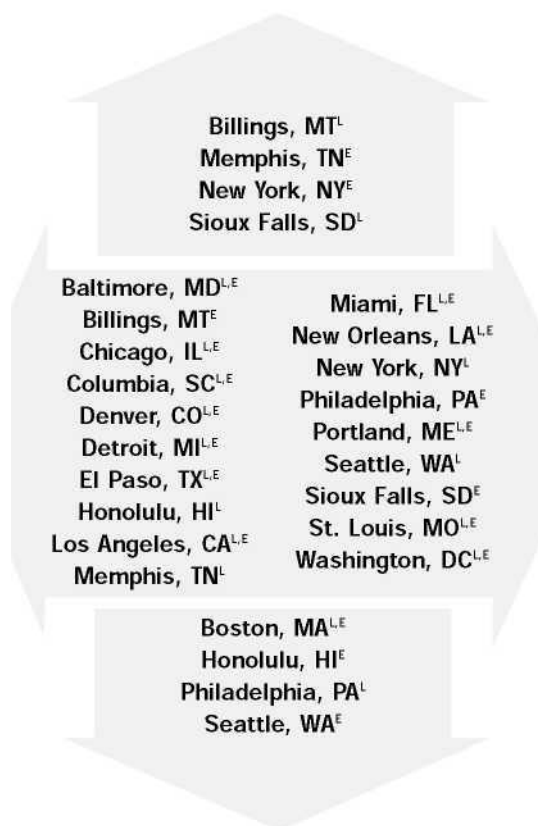 Billings, MT^L
Memphis, TN^E
New York, NY^E
Sioux Falls, SD^L
Baltimore, MD^L,E
Billings, MT^E
Chicago, IL^L,E
Columbia, SC^L,E
Denver, CO^L,E
Detroit, MI^L,E
El Paso, TX^L,E
Honolulu, HI^L
Los Angeles, CA^L,E
Memphis, TN^L
Miami, FL^L,E
New Orleans, LA^L,E
New York, NY^L
Philadelphia, PA^E
Portland, ME^L,E
Seattle, WA^L
Sioux Falls, SD^E
St. Louis, MO^L,E
Washington, DC^L,E
Boston, MA^L,E
Honolulu, HI^E
Philadelphia, PA^L
Seattle, WA^E